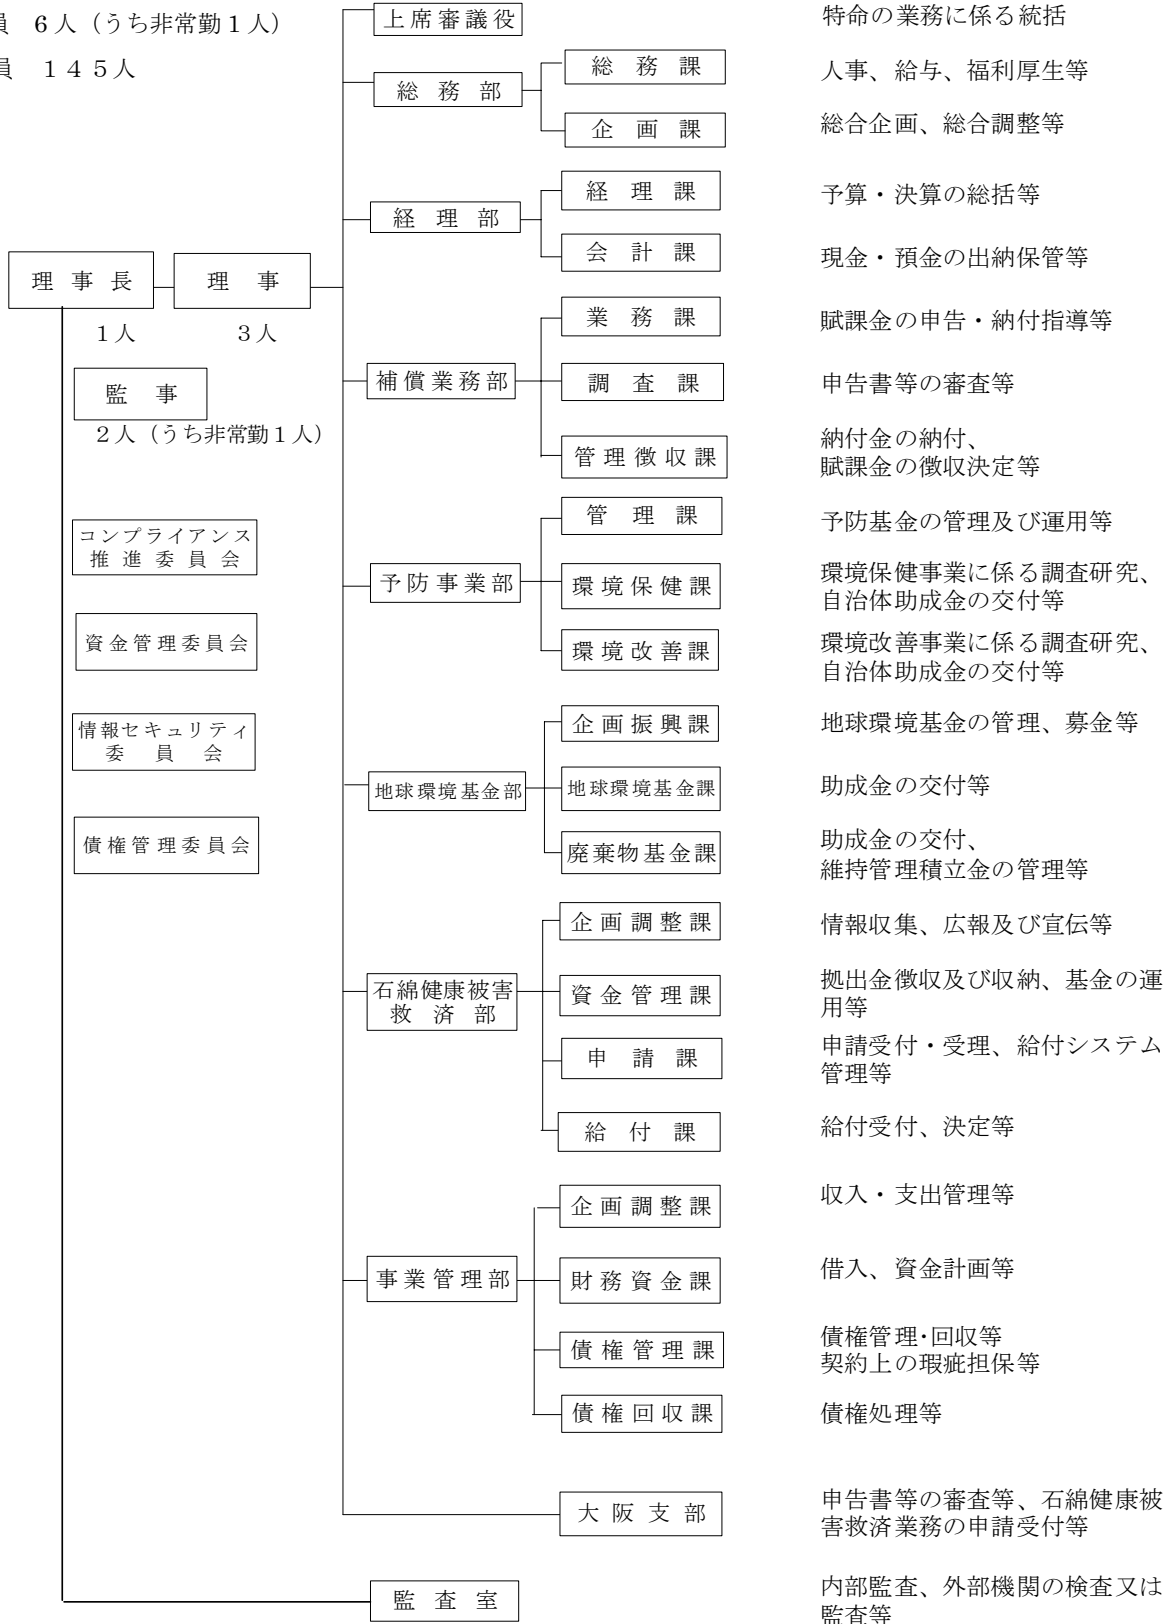 員 6人（うち非常勤1人）
員 145人
上席審議役
特命の業務に係る統括
総務部
総務課
人事、給与、福利厚生等
企画課
総合企画、総合調整等
経理部
経理課
予算・決算の総括等
会計課
現金・預金の出納保管等
理事長
1人
理事
3人
監事
2人（うち非常勤1人）
コンプライアンス
推進委員会
資金管理委員会
情報セキュリティ
委員会
債権管理委員会
補償業務部
業務課
賦課金の申告・納付指導等
調査課
申告書等の審査等
管理徴収課
納付金の納付、
賦課金の徴収決定等
予防事業部
管理課
予防基金の管理及び運用等
環境保健課
環境保健事業に係る調査研究、
自治体助成金の交付等
環境改善課
環境改善事業に係る調査研究、
自治体助成金の交付等
地球環境基金部
企画振興課
地球環境基金の管理、募金等
地球環境基金課
助成金の交付等
廃棄物基金課
助成金の交付、
維持管理積立金の管理等
石綿健康被害
救済部
企画調整課
情報収集、広報及び宣伝等
資金管理課
拠出金徴収及び収納、基金の運
用等
申請課
申請受付・受理、給付システム
管理等
給付課
給付受付、決定等
事業管理部
企画調整課
収入・支出管理等
財務資金課
借入、資金計画等
債権管理課
債権管理・回収等
契約上の瑕疵担保等
債権回収課
債権処理等
大阪支部
申告書等の審査等、石綿健康被
害救済業務の申請受付等
監査室
内部監査、外部機関の検査又は
監査等